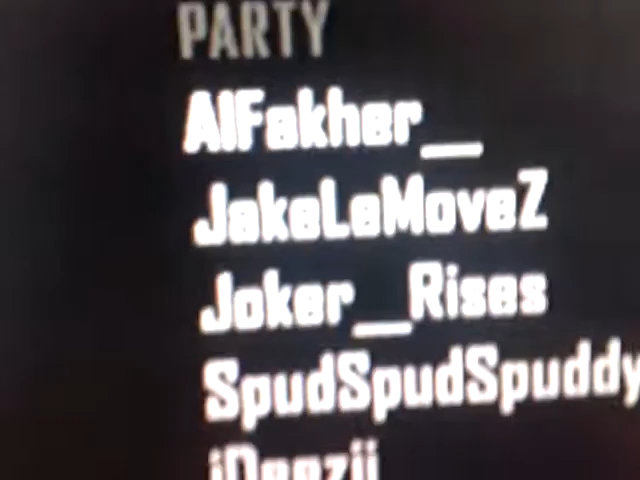 PARTY
AlFakher__
JakeLeMoveZ
Joker__Rises
SpudSpudSpuddy